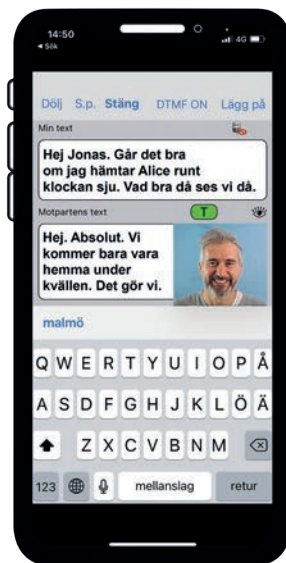 14:50
4G
◂ Sök
Dölj S.p. Stäng DTMF ON Lägg på
Min text
Hej Jonas. Går det bra
om jag hämtar Alice runt
klockan sju. Vad bra då ses vi då.
Motpartens text
T
Hej. Absolut. Vi
kommer bara vara
hemma under
kvällen. Det gör vi.
malmö
Q W E R T Y U I O P Å
A S D F G H J K L Ö Ä
Z X C V B N M
123 mellanslag retur